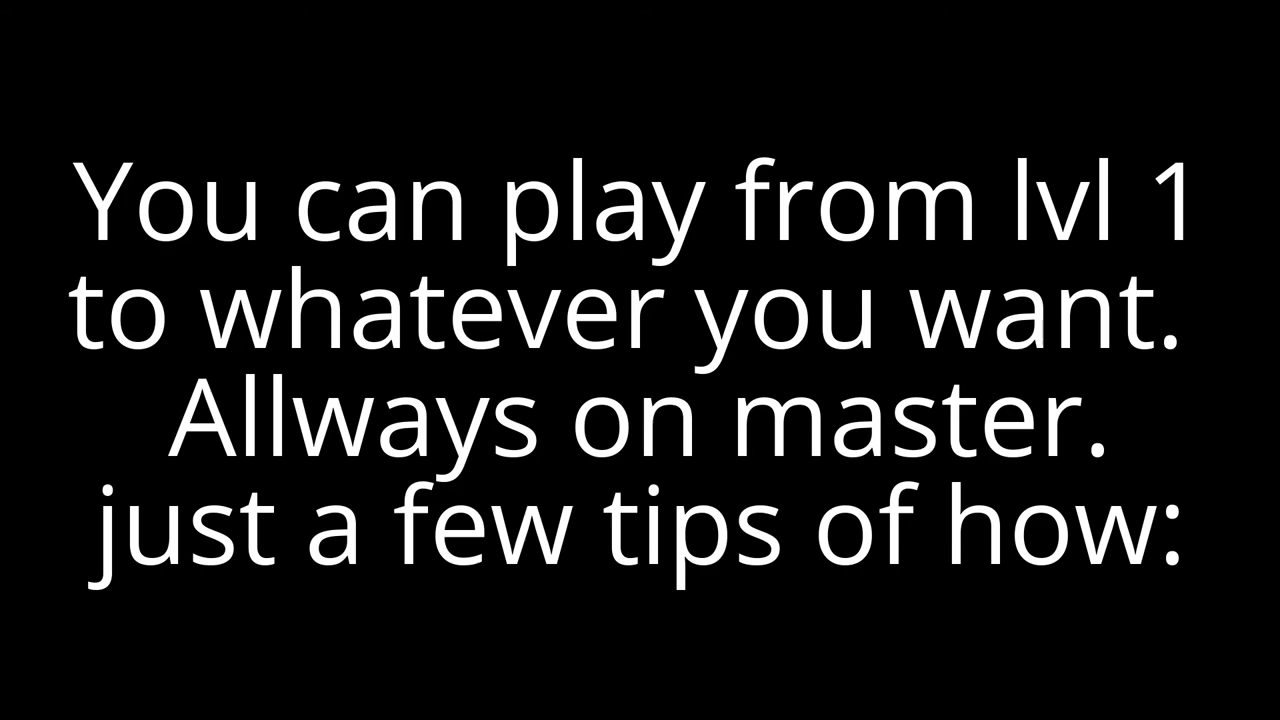 You can play from lvl 1
to whatever you want.
Allways on master.
just a few tips of how: